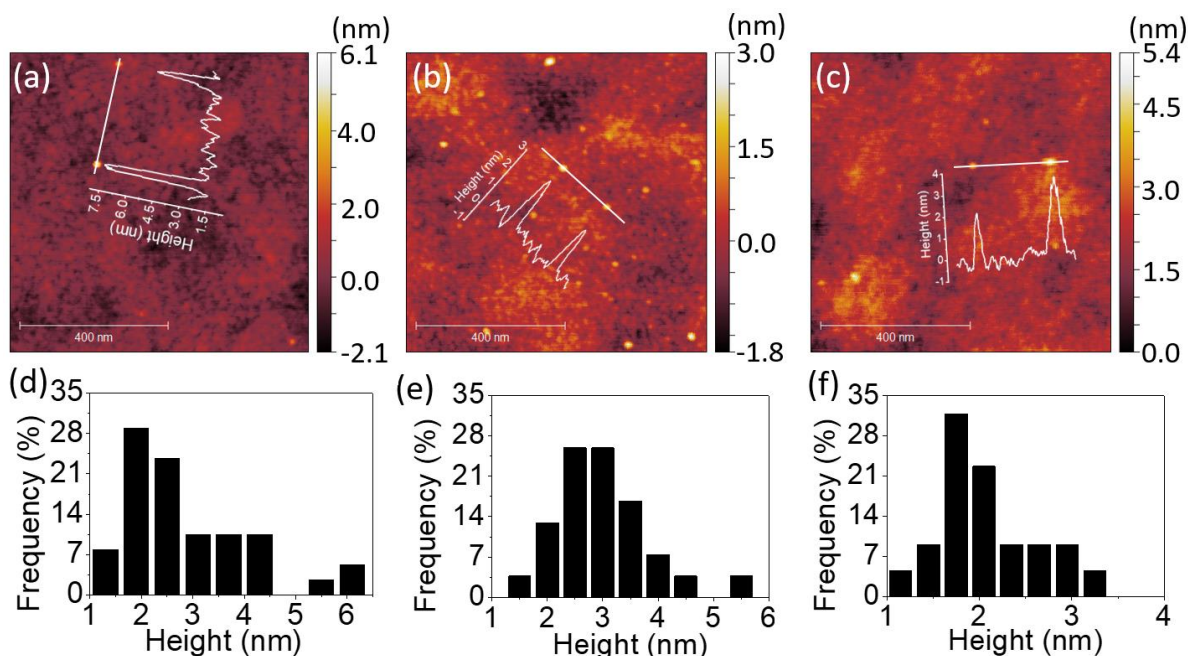 (nm)
(nm)
(nm)
(a)
6.1
4.0
2.0
0.0
-2.1
7.5
6.0
4.5
3.0
1.5
Height (nm)
400 nm
(b)
3.0
1.5
0.0
-1.8
Height (nm)
-1
0
1
2
3
400 nm
(c)
5.4
4.5
3.0
1.5
0.0
Height (nm)
4
3
2
1
0
-1
400 nm
(d)
Frequency (%)
35
28
21
14
7
0
1 2 3 4 5 6
Height (nm)
(e)
Frequency (%)
35
28
21
14
7
0
1 2 3 4 5 6
Height (nm)
(f)
Frequency (%)
35
28
21
14
7
0
1 2 3 4
Height (nm)